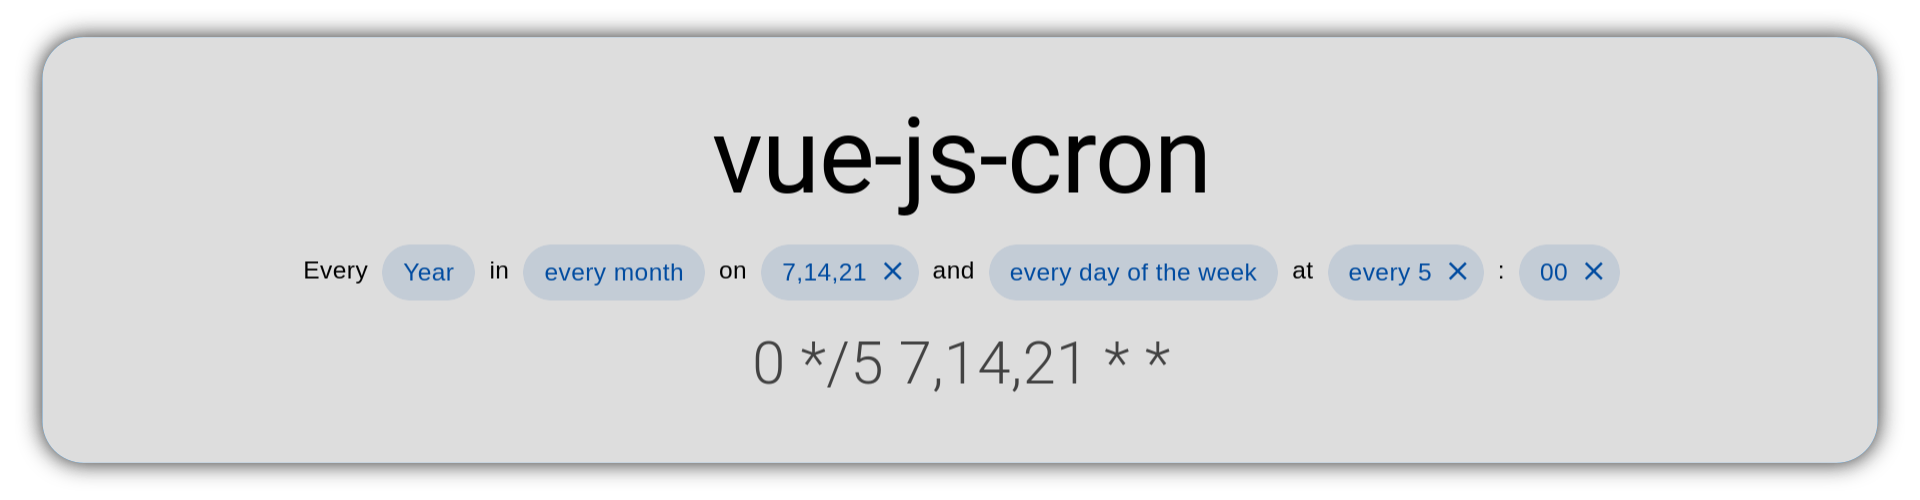 vue-js-cron
Every Year in every month on 7,14,21 × and every day of the week at every 5 × : 00 ×
0 */5 7,14,21 * *